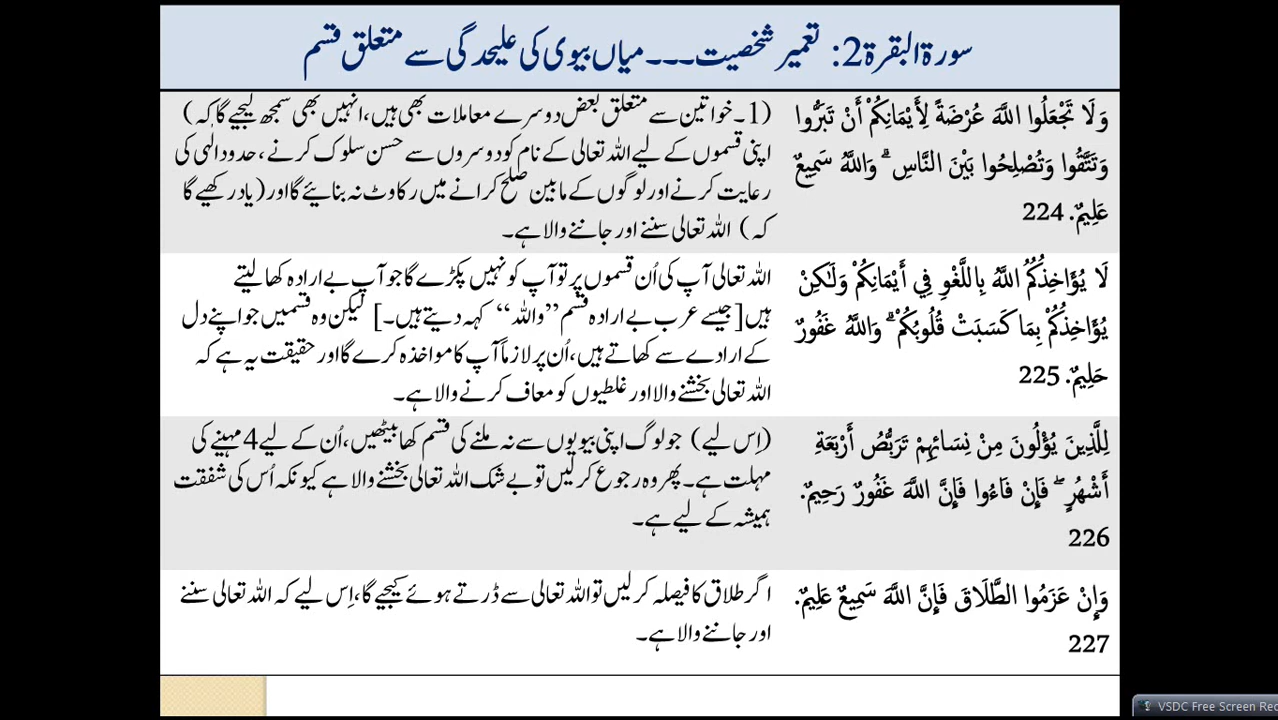 سورۃ البقرۃ 2: تعمیر شخصیت۔۔۔ میاں بیوی کی علیحدگی سے متعلق قسم
وَلَا تَجْعَلُوا اللَّهَ عُرْضَةً لِأَيْمَانِكُمْ أَنْ تَبَرُّوا
وَتَتَّقُوا وَتُصْلِحُوا بَيْنَ النَّاسِ ۗ وَاللَّهُ سَمِيعٌ
عَلِيمٌ. 224
(1۔ خواتین سے متعلق بعض دوسرے معاملات بھی ہیں، انہیں بھی سمجھ لیجیے گا کہ)
اپنی قسموں کے لیے اللہ تعالی کے نام کو دوسروں سے حسن سلوک کرنے، حدود الٰہی کی
رعایت کرنے اور لوگوں کے مابین صلح کرانے میں رکاوٹ نہ بنائیے گا اور (یاد رکھیے گا
کہ) اللہ تعالی سننے اور جاننے والا ہے۔
لَا يُؤَاخِذُكُمُ اللَّهُ بِاللَّغْوِ فِي أَيْمَانِكُمْ وَلَٰكِنْ
يُؤَاخِذُكُمْ بِمَا كَسَبَتْ قُلُوبُكُمْ ۗ وَاللَّهُ غَفُورٌ
حَلِيمٌ. 225
اللہ تعالی آپ کی اُن قسموں پر تو آپ کو نہیں پکڑے گا جو آپ بے ارادہ کھا لیتے
ہیں [جیسے عرب بے ارادہ قسم ”واللہ“ کہہ دیتے ہیں۔] لیکن وہ قسمیں جو اپنے دل
کے ارادے سے کھاتے ہیں، اُن پر لازماً آپ کا مواخذہ کرے گا اور حقیقت یہ ہے کہ
اللہ تعالی بخشنے والا اور غلطیوں کو معاف کرنے والا ہے۔
لِلَّذِينَ يُؤْلُونَ مِنْ نِسَائِهِمْ تَرَبُّصُ أَرْبَعَةِ
أَشْهُرٍ ۖ فَإِنْ فَاءُوا فَإِنَّ اللَّهَ غَفُورٌ رَحِيمٌ.
226
(اِس لیے) جو لوگ اپنی بیویوں سے نہ ملنے کی قسم کھا بیٹھیں، اُن کے لیے 4 مہینے کی
مہلت ہے۔ پھر وہ رجوع کر لیں تو بے شک اللہ تعالی بخشنے والا ہے کیونکہ اُس کی شفقت
ہمیشہ کے لیے ہے۔
وَإِنْ عَزَمُوا الطَّلَاقَ فَإِنَّ اللَّهَ سَمِيعٌ عَلِيمٌ.
227
اگر طلاق کا فیصلہ کر لیں تو اللہ تعالی سے ڈرتے ہوئے کیجیے گا، اِس لیے کہ اللہ تعالی سننے
اور جاننے والا ہے۔
VSDC Free Screen Rec